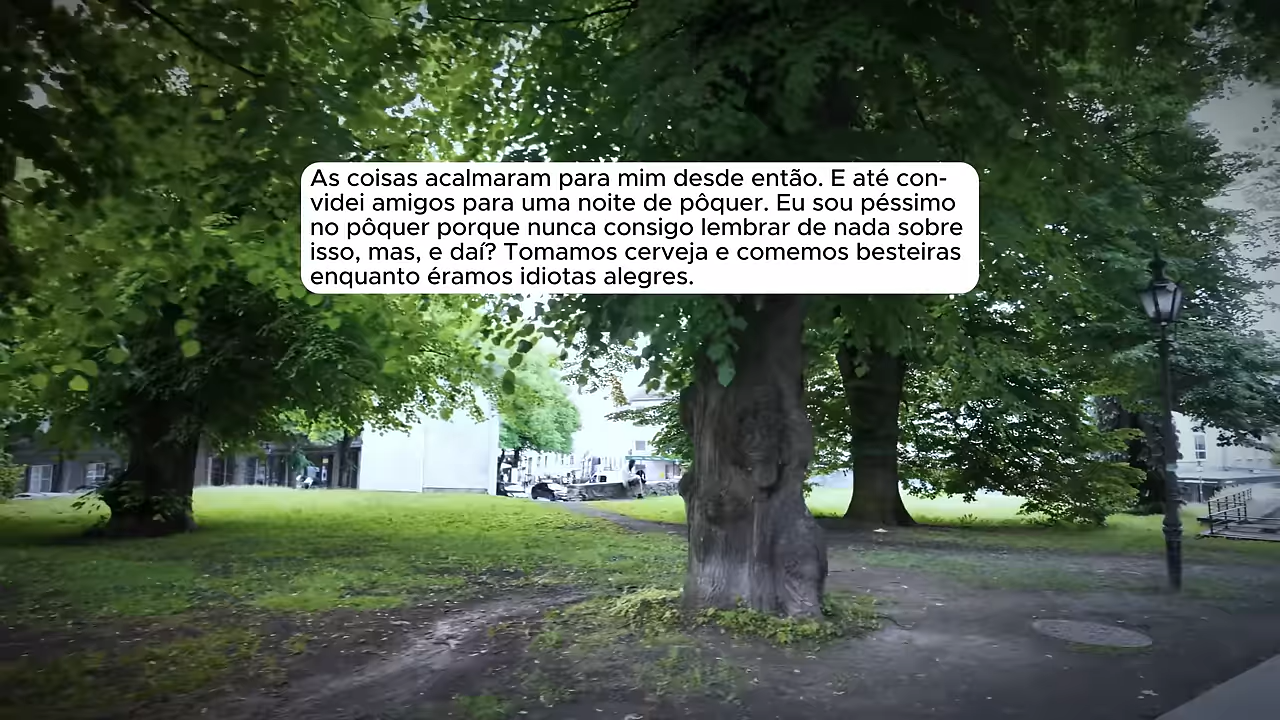 As coisas acalmaram para mim desde então. E até con-
videi amigos para uma noite de pôquer. Eu sou péssimo
no pôquer porque nunca consigo lembrar de nada sobre
isso, mas, e daí? Tomamos cerveja e comemos besteiras
enquanto éramos idiotas alegres.